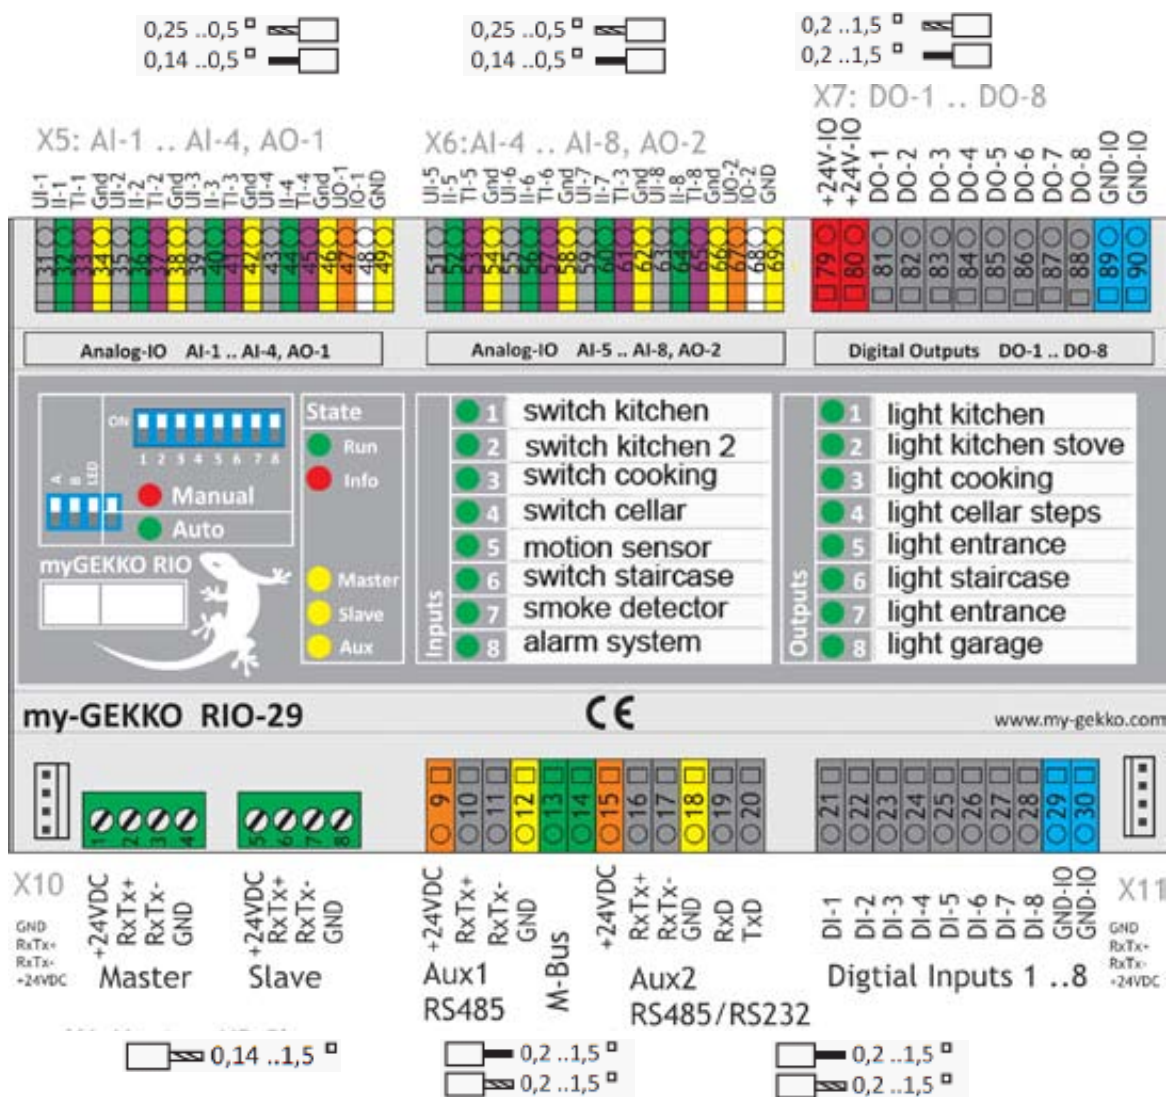 0,25 ..0,5
0,14 ..0,5
0,25 ..0,5
0,14 ..0,5
0,2 ..1,5
0,2 ..1,5
X5: AI-1 .. AI-4, AO-1
X6:AI-4 .. AI-8, AO-2
X7: DO-1 .. DO-8
UI-1 II-1 TI-1 Gnd UI-2 II-2 TI-2 Gnd UI-3 II-3 TI-3 Gnd UI-4 II-4 TI-4 Gnd UO-1 IO-1 GND
UI-5 II-5 TI-5 Gnd UI-6 II-6 TI-6 Gnd UI-7 II-7 TI-3 Gnd UI-8 II-8 TI-8 Gnd UO-2 IO-2 GND
+24V-IO +24V-IO DO-1 DO-2 DO-3 DO-4 DO-5 DO-6 DO-7 DO-8 GND-IO GND-IO
31 32 33 34 35 36 37 38 39 40 41 42 43 44 45 46 47 48 49
51 52 53 54 55 56 57 58 59 60 61 62 63 64 65 66 67 68 69
79 80 81 82 83 84 85 86 87 88 89 90
Analog-IO AI-1 .. AI-4, AO-1
Analog-IO AI-5 .. AI-8, AO-2
Digital Outputs DO-1 .. DO-8
ON
1 2 3 4 5 6 7 8
A B LED
Manual
Auto
myGEKKO RIO
State
Run
Info
Master
Slave
Aux
Inputs
1 switch kitchen
2 switch kitchen 2
3 switch cooking
4 switch cellar
5 motion sensor
6 switch staircase
7 smoke detector
8 alarm system
Outputs
1 light kitchen
2 light kitchen stove
3 light cooking
4 light cellar steps
5 light entrance
6 light staircase
7 light entrance
8 light garage
my-GEKKO RIO-29
CE
www.my-gekko.com
1 2 3 4
5 6 7 8
9 10 11 12 13 14 15 16 17 18 19 20
21 22 23 24 25 26 27 28 29 30
X10
GND
RxTx+
RxTx-
+24VDC
+24VDC RxTx+ RxTx- GND
Master
+24VDC RxTx+ RxTx- GND
Slave
+24VDC RxTx+ RxTx- GND
Aux1
RS485
M-Bus
+24VDC RxTx+ RxTx- GND RxD TxD
Aux2
RS485/RS232
DI-1 DI-2 DI-3 DI-4 DI-5 DI-6 DI-7 DI-8 GND-IO GND-IO
Digtial Inputs 1 ..8
X11
GND
RxTx+
RxTx-
+24VDC
0,14 ..1,5
0,2 ..1,5
0,2 ..1,5
0,2 ..1,5
0,2 ..1,5